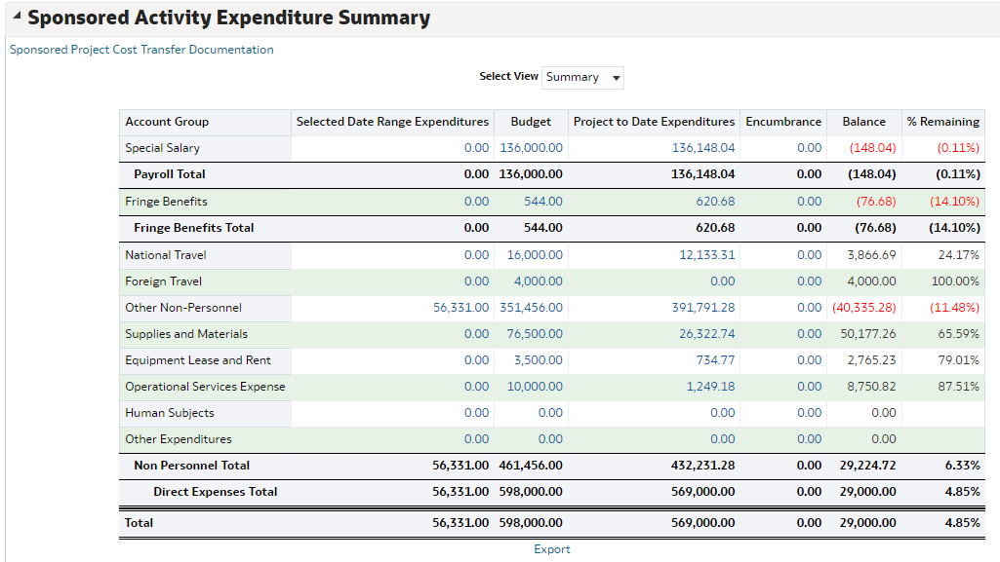 Sponsored Activity Expenditure Summary
Sponsored Project Cost Transfer Documentation
Select View Summary
Account Group Selected Date Range Expenditures Budget Project to Date Expenditures Encumbrance Balance % Remaining
Special Salary 0.00 136,000.00 136,148.04 0.00 (148.04) (0.11%)
Payroll Total 0.00 136,000.00 136,148.04 0.00 (148.04) (0.11%)
Fringe Benefits 0.00 544.00 620.68 0.00 (76.68) (14.10%)
Fringe Benefits Total 0.00 544.00 620.68 0.00 (76.68) (14.10%)
National Travel 0.00 16,000.00 12,133.31 0.00 3,866.69 24.17%
Foreign Travel 0.00 4,000.00 0.00 0.00 4,000.00 100.00%
Other Non-Personnel 56,331.00 351,456.00 391,791.28 0.00 (40,335.28) (11.48%)
Supplies and Materials 0.00 76,500.00 26,322.74 0.00 50,177.26 65.59%
Equipment Lease and Rent 0.00 3,500.00 734.77 0.00 2,765.23 79.01%
Operational Services Expense 0.00 10,000.00 1,249.18 0.00 8,750.82 87.51%
Human Subjects 0.00 0.00 0.00 0.00 0.00
Other Expenditures 0.00 0.00 0.00 0.00 0.00
Non Personnel Total 56,331.00 461,456.00 432,231.28 0.00 29,224.72 6.33%
Direct Expenses Total 56,331.00 598,000.00 569,000.00 0.00 29,000.00 4.85%
Total 56,331.00 598,000.00 569,000.00 0.00 29,000.00 4.85%
Export